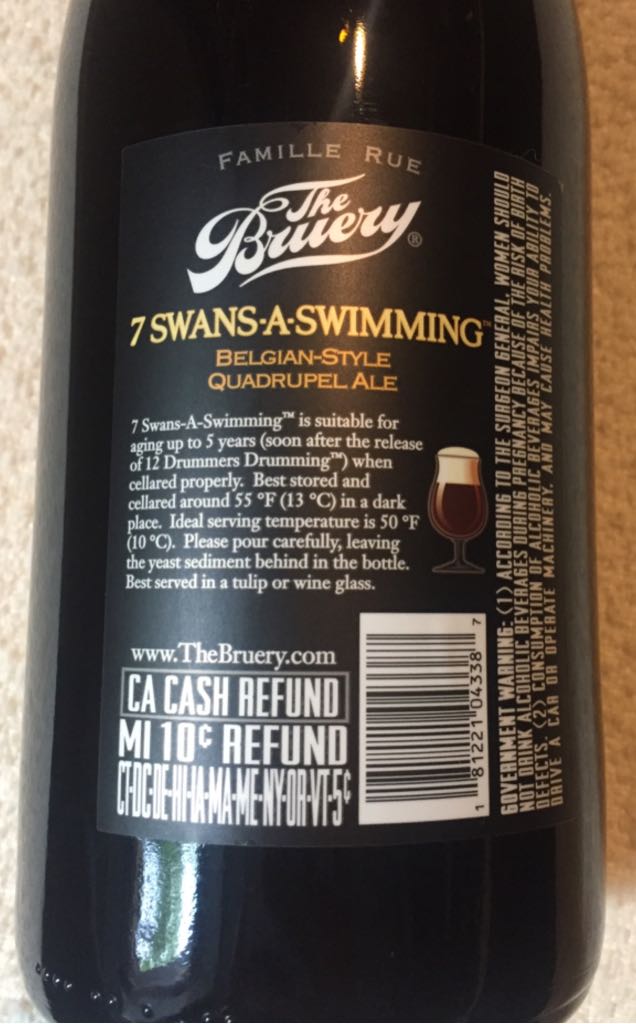 FAMILLE RUE
The
Bruery®
7 SWANS-A-SWIMMING™
BELGIAN-STYLE
QUADRUPEL ALE
7 Swans-A-Swimming™ is suitable for
aging up to 5 years (soon after the release
of 12 Drummers Drumming™) when
cellared properly. Best stored and
cellared around 55 °F (13 °C) in a dark
place. Ideal serving temperature is 50 °F
(10 °C). Please pour carefully, leaving
the yeast sediment behind in the bottle.
Best served in a tulip or wine glass.
www.TheBruery.com
CA CASH REFUND
MI 10¢ REFUND
CT-DC-DE-HI-IA-MA-ME-NY-OR-VT-5¢
1 81221 04338 7
GOVERNMENT WARNING: (1) ACCORDING TO THE SURGEON GENERAL, WOMEN SHOULD
NOT DRINK ALCOHOLIC BEVERAGES DURING PREGNANCY BECAUSE OF THE RISK OF BIRTH
DEFECTS. (2) CONSUMPTION OF ALCOHOLIC BEVERAGES IMPAIRS YOUR ABILITY TO
DRIVE A CAR OR OPERATE MACHINERY, AND MAY CAUSE HEALTH PROBLEMS.